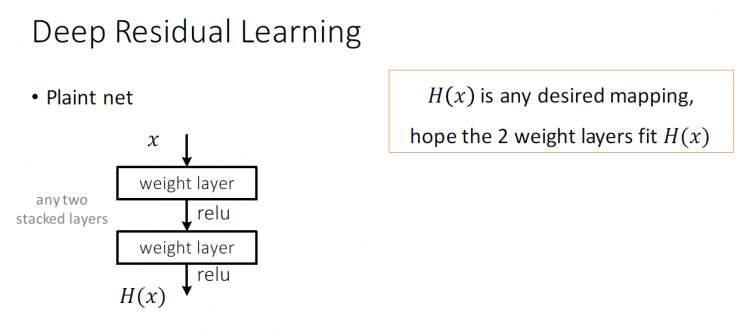 Deep Residual Learning
• Plaint net
H(x) is any desired mapping,
hope the 2 weight layers fit H(x)
x
weight layer
any two
stacked layers
relu
weight layer
relu
H(x)